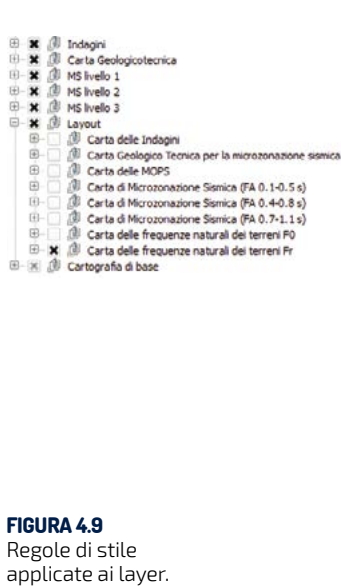 Indagini
Carta Geologicotecnica
MS livello 1
MS livello 2
MS livello 3
Layout
Carta delle Indagini
Carta Geologico Tecnica per la microzonazione sismica
Carta delle MOPS
Carta di Microzonazione Sismica (FA 0.1-0.5 s)
Carta di Microzonazione Sismica (FA 0.4-0.8 s)
Carta di Microzonazione Sismica (FA 0.7-1.1 s)
Carta delle frequenze naturali dei terreni F0
Carta delle frequenze naturali dei terreni Fr
Cartografia di base
FIGURA 4.9
Regole di stile
applicate ai layer.